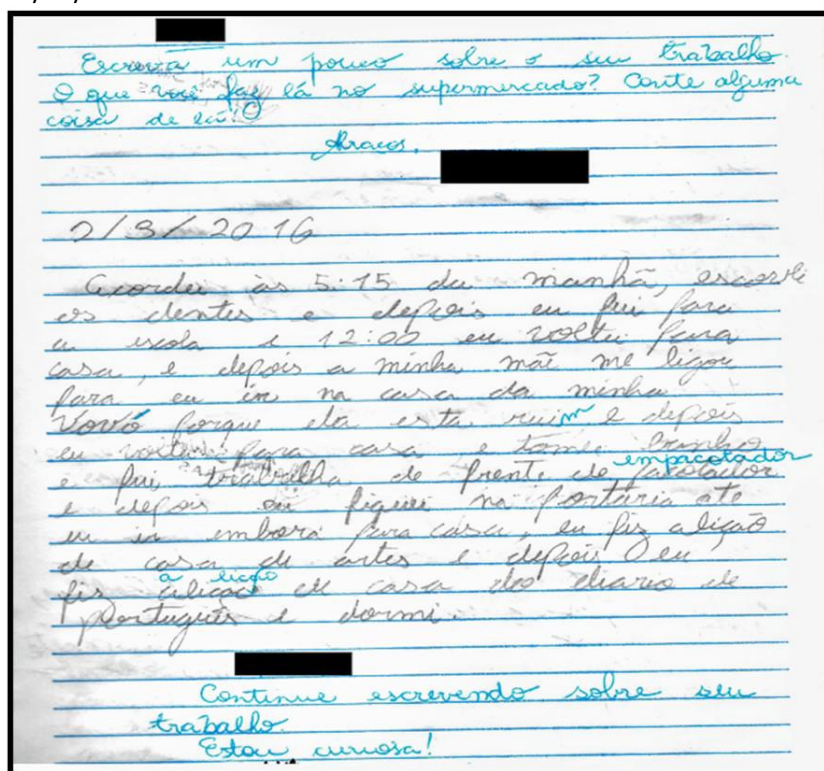 Escreva um pouco sobre o seu trabalho.
O que você faz lá no supermercado? Conte alguma
coisa de lá! 
Abraços,
2/3/2016
Acordei às 5:15 da manhã, escovei
os dentes e depois eu fui para
a escola e 12:00 eu voltei para
casa, e depois a minha mãe me ligou
para eu ir na casa da minha
Vovó porque ela esta ruim e depois
eu voltei para casa e tomei banho
empacotador
e fui trabalha de frente de pacotador
e depois eu fiquei na portaria ate
eu ir embora para casa, eu fiz alição
de casa de artes e depois eu
a lição
fiz alição de casa do diario de
português e dormi.
Continue escrevendo sobre seu
trabalho.
Estou curiosa!